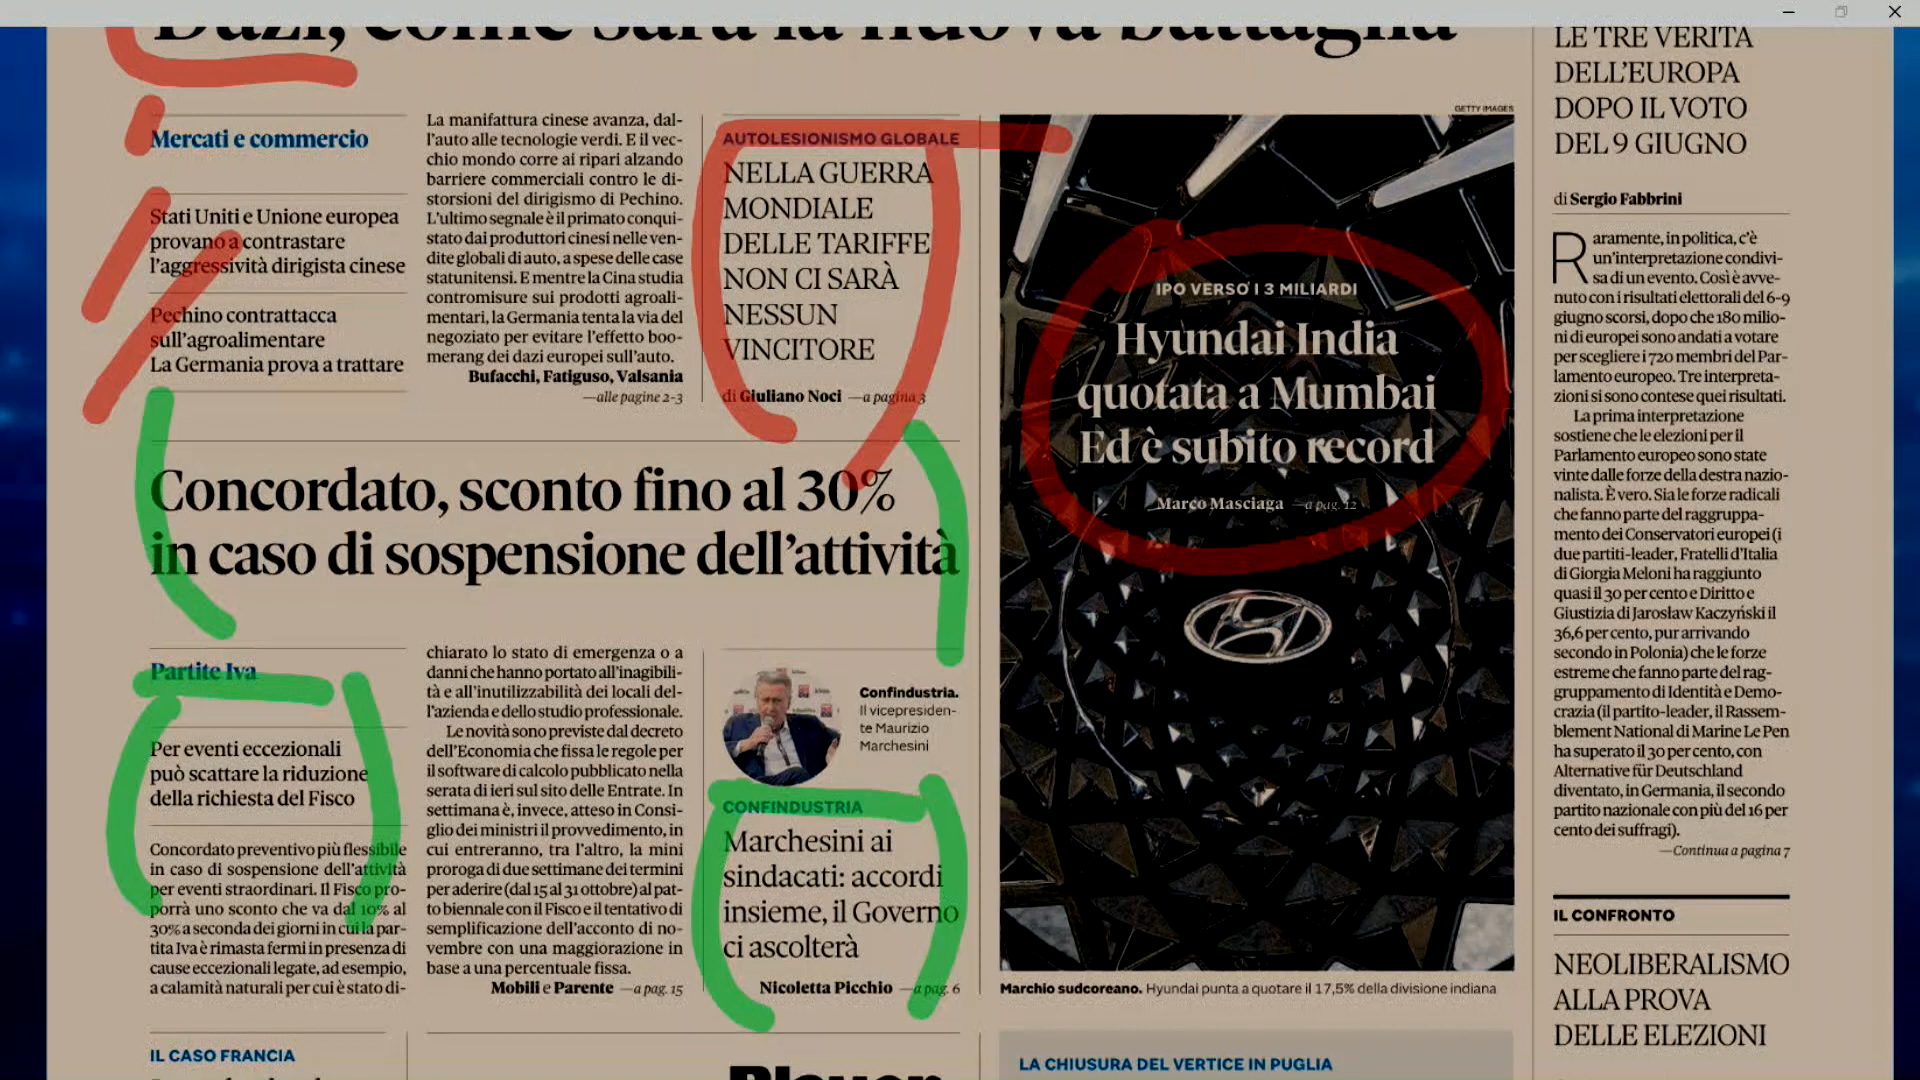 Dazi, come sarà la nuova battaglia
Mercati e commercio
Stati Uniti e Unione europea
provano a contrastare
l'aggressività dirigista cinese
Pechino contrattacca
sull'agroalimentare
La Germania prova a trattare
La manifattura cinese avanza, dal-
l'auto alle tecnologie verdi. E il vec-
chio mondo corre ai ripari alzando
barriere commerciali contro le di-
storsioni del dirigismo di Pechino.
L'ultimo segnale è il primato conqui-
stato dai produttori cinesi nelle ven-
dite globali di auto, a spese delle case
statunitensi. E mentre la Cina studia
contromisure sui prodotti agroali-
mentari, la Germania tenta la via del
negoziato per evitare l'effetto boo-
merang dei dazi europei sull'auto.
Bufacchi, Fatiguso, Valsania
—alle pagine 2-3
AUTOLESIONISMO GLOBALE
NELLA GUERRA
MONDIALE
DELLE TARIFFE
NON CI SARÀ
NESSUN
VINCITORE
di Giuliano Noci —a pagina 3
Concordato, sconto fino al 30%
in caso di sospensione dell'attività
Partite Iva
Per eventi eccezionali
può scattare la riduzione
della richiesta del Fisco
Concordato preventivo più flessibile
in caso di sospensione dell'attività
per eventi straordinari. Il Fisco pro-
porrà uno sconto che va dal 10% al
30% a seconda dei giorni in cui la par-
tita Iva è rimasta fermi in presenza di
cause eccezionali legate, ad esempio,
a calamità naturali per cui è stato di-
chiarato lo stato di emergenza o a
danni che hanno portato all'inagibili-
tà e all'inutilizzabilità dei locali del-
l'azienda e dello studio professionale.
Le novità sono previste dal decreto
dell'Economia che fissa le regole per
il software di calcolo pubblicato nella
serata di ieri sul sito delle Entrate. In
settimana è, invece, atteso in Consi-
glio dei ministri il provvedimento, in
cui entreranno, tra l'altro, la mini
proroga di due settimane dei termini
per aderire (dal 15 al 31 ottobre) al pat-
to biennale con il Fisco e il tentativo di
semplificazione dell'acconto di no-
vembre con una maggiorazione in
base a una percentuale fissa.
Mobili e Parente —a pag. 15
Confindustria.
Il vicepresiden-
te Maurizio
Marchesini
CONFINDUSTRIA
Marchesini ai
sindacati: accordi
insieme, il Governo
ci ascolterà
Nicoletta Picchio —a pag. 6
GETTY IMAGES
IPO VERSO I 3 MILIARDI
Hyundai India
quotata a Mumbai
Ed è subito record
Marco Masciaga —a pag. 12
Marchio sudcoreano. Hyundai punta a quotare il 17,5% della divisione indiana
LE TRE VERITÀ
DELL'EUROPA
DOPO IL VOTO
DEL 9 GIUGNO
di Sergio Fabbrini
Raramente, in politica, c'è
un'interpretazione condivi-
sa di un evento. Così è avve-
nuto con i risultati elettorali del 6-9
giugno scorsi, dopo che 180 milio-
ni di europei sono andati a votare
per scegliere i 720 membri del Par-
lamento europeo. Tre interpreta-
zioni si sono contese quei risultati.
La prima interpretazione
sostiene che le elezioni per il
Parlamento europeo sono state
vinte dalle forze della destra nazio-
nalista. È vero. Sia le forze radicali
che fanno parte del raggruppa-
mento dei Conservatori europei (i
due partiti-leader, Fratelli d'Italia
di Giorgia Meloni ha raggiunto
quasi il 30 per cento e Diritto e
Giustizia di Jarosław Kaczyński il
36,6 per cento, pur arrivando
secondo in Polonia) che le forze
estreme che fanno parte del rag-
gruppamento di Identità e Demo-
crazia (il partito-leader, il Rassem-
blement National di Marine Le Pen
ha superato il 30 per cento, con
Alternative für Deutschland
diventato, in Germania, il secondo
partito nazionale con più del 16 per
cento dei suffragi).
—Continua a pagina 7
IL CONFRONTO
NEOLIBERALISMO
ALLA PROVA
DELLE ELEZIONI
IL CASO FRANCIA
LA CHIUSURA DEL VERTICE IN PUGLIA